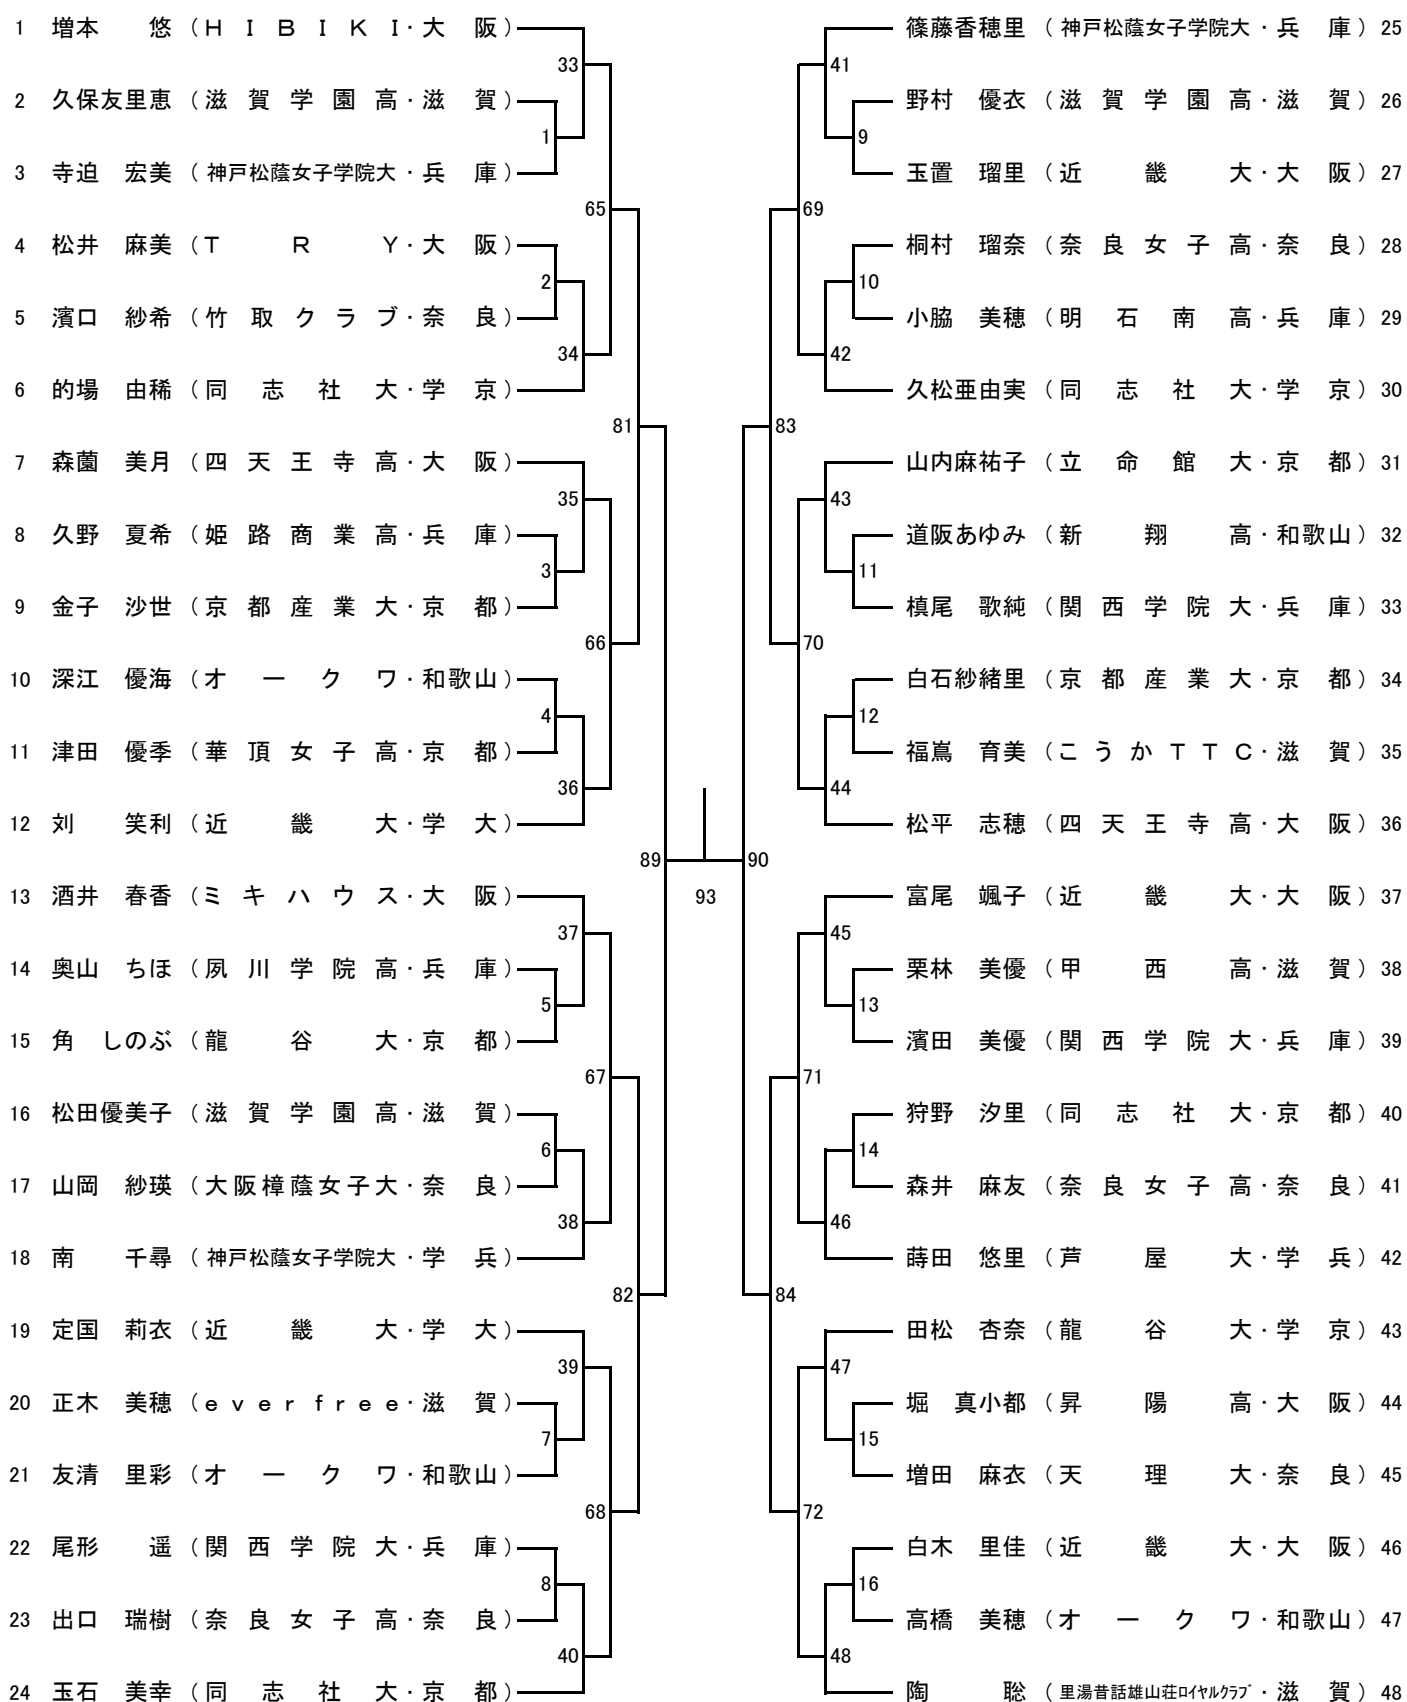 1 増本 悠 (ＨＩＢＩＫＩ・大阪)
33
2 久保友里恵 (滋賀学園高・滋賀)
1
3 寺迫 宏美 (神戸松蔭女子学院大・兵庫)
65
4 松井 麻美 (ＴＲＹ・大阪)
2
5 濱口 紗希 (竹取クラブ・奈良)
34
6 的場 由稀 (同志社大・学京)
81
7 森薗 美月 (四天王寺高・大阪)
35
8 久野 夏希 (姫路商業高・兵庫)
3
9 金子 沙世 (京都産業大・京都)
66
10 深江 優海 (オークワ・和歌山)
4
11 津田 優季 (華頂女子高・京都)
36
12 刘 笑利 (近畿大・学大)
89
13 酒井 春香 (ミキハウス・大阪)
37
14 奥山 ちほ (夙川学院高・兵庫)
5
15 角 しのぶ (龍谷大・京都)
67
16 松田優美子 (滋賀学園高・滋賀)
6
17 山岡 紗瑛 (大阪樟蔭女子大・奈良)
38
18 南 千尋 (神戸松蔭女子学院大・学兵)
82
19 定国 莉衣 (近畿大・学大)
39
20 正木 美穂 (ｅｖｅｒｆｒｅｅ・滋賀)
7
21 友清 里彩 (オークワ・和歌山)
68
22 尾形 遥 (関西学院大・兵庫)
8
23 出口 瑞樹 (奈良女子高・奈良)
40
24 玉石 美幸 (同志社大・京都)
93
篠藤香穂里 (神戸松蔭女子学院大・兵庫) 25
41
野村 優衣 (滋賀学園高・滋賀) 26
9
玉置 瑠里 (近畿大・大阪) 27
69
桐村 瑠奈 (奈良女子高・奈良) 28
10
小脇 美穂 (明石南高・兵庫) 29
42
久松亜由実 (同志社大・学京) 30
83
山内麻祐子 (立命館大・京都) 31
43
道阪あゆみ (新翔高・和歌山) 32
11
槙尾 歌純 (関西学院大・兵庫) 33
70
白石紗緒里 (京都産業大・京都) 34
12
福嶌 育美 (こうかＴＴＣ・滋賀) 35
44
松平 志穂 (四天王寺高・大阪) 36
90
富尾 颯子 (近畿大・大阪) 37
45
栗林 美優 (甲西高・滋賀) 38
13
濱田 美優 (関西学院大・兵庫) 39
71
狩野 汐里 (同志社大・京都) 40
14
森井 麻友 (奈良女子高・奈良) 41
46
蒔田 悠里 (芦屋大・学兵) 42
84
田松 杏奈 (龍谷大・学京) 43
47
堀 真小都 (昇陽高・大阪) 44
15
増田 麻衣 (天理大・奈良) 45
72
白木 里佳 (近畿大・大阪) 46
16
高橋 美穂 (オークワ・和歌山) 47
48
陶 聡 (里湯昔話雄山荘ﾛｲﾔﾙｸﾗﾌﾞ・滋賀) 48